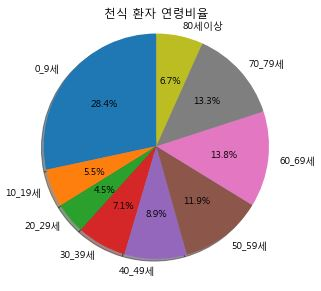 천식 환자 연령비율
80세이상
70_79세
0_9세
6.7%
13.3%
28.4%
13.8%
60_69세
5.5%
4.5%
10_19세
7.1%
8.9%
11.9%
20_29세
50_59세
30_39세
40_49세